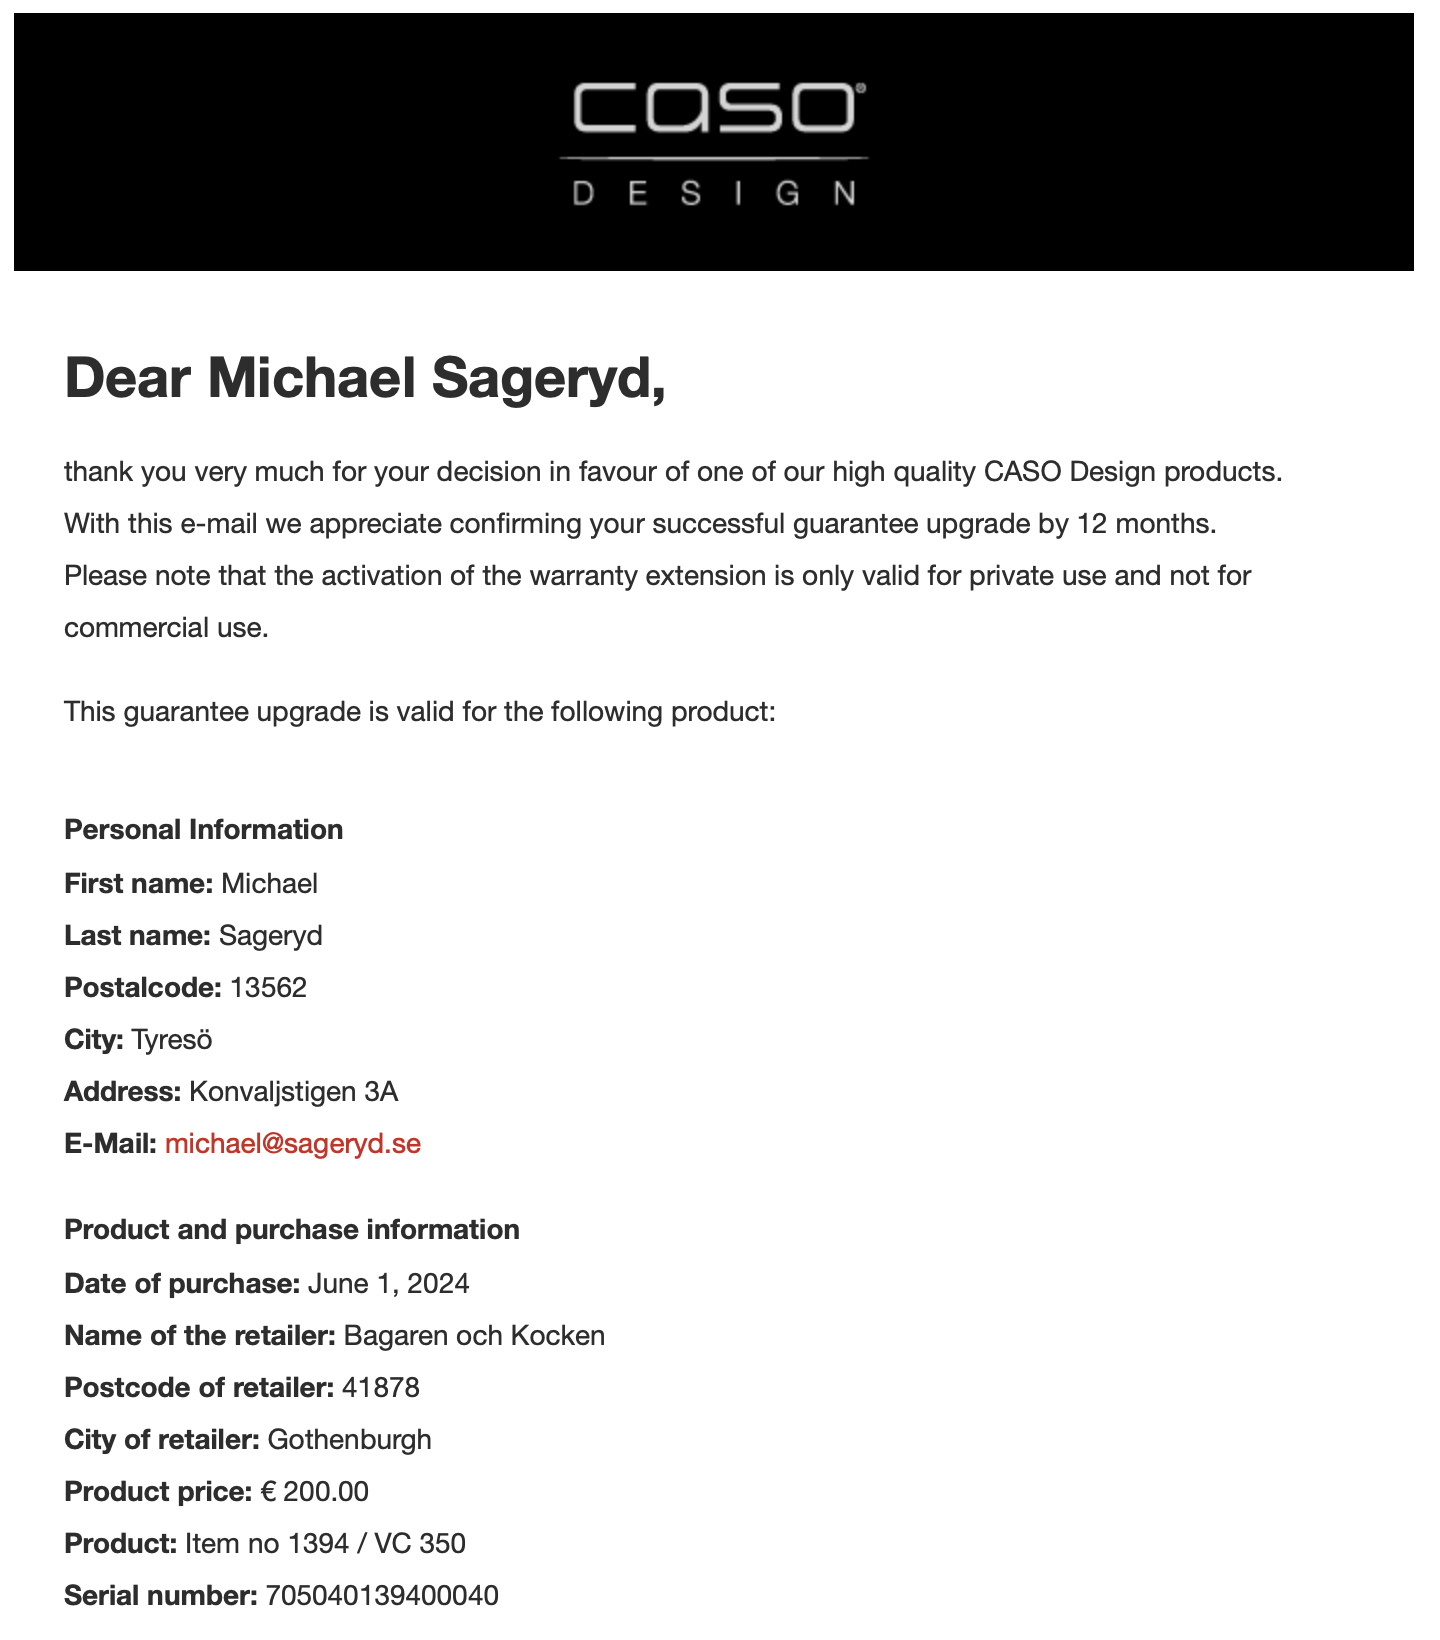 caso®
DESIGN
Dear Michael Sageryd,
thank you very much for your decision in favour of one of our high quality CASO Design products.
With this e-mail we appreciate confirming your successful guarantee upgrade by 12 months.
Please note that the activation of the warranty extension is only valid for private use and not for
commercial use.
This guarantee upgrade is valid for the following product:
Personal Information
First name: Michael
Last name: Sageryd
Postalcode: 13562
City: Tyresö
Address: Konvaljstigen 3A
E-Mail: michael@sageryd.se
Product and purchase information
Date of purchase: June 1, 2024
Name of the retailer: Bagaren och Kocken
Postcode of retailer: 41878
City of retailer: Gothenburgh
Product price: € 200.00
Product: Item no 1394 / VC 350
Serial number: 705040139400040